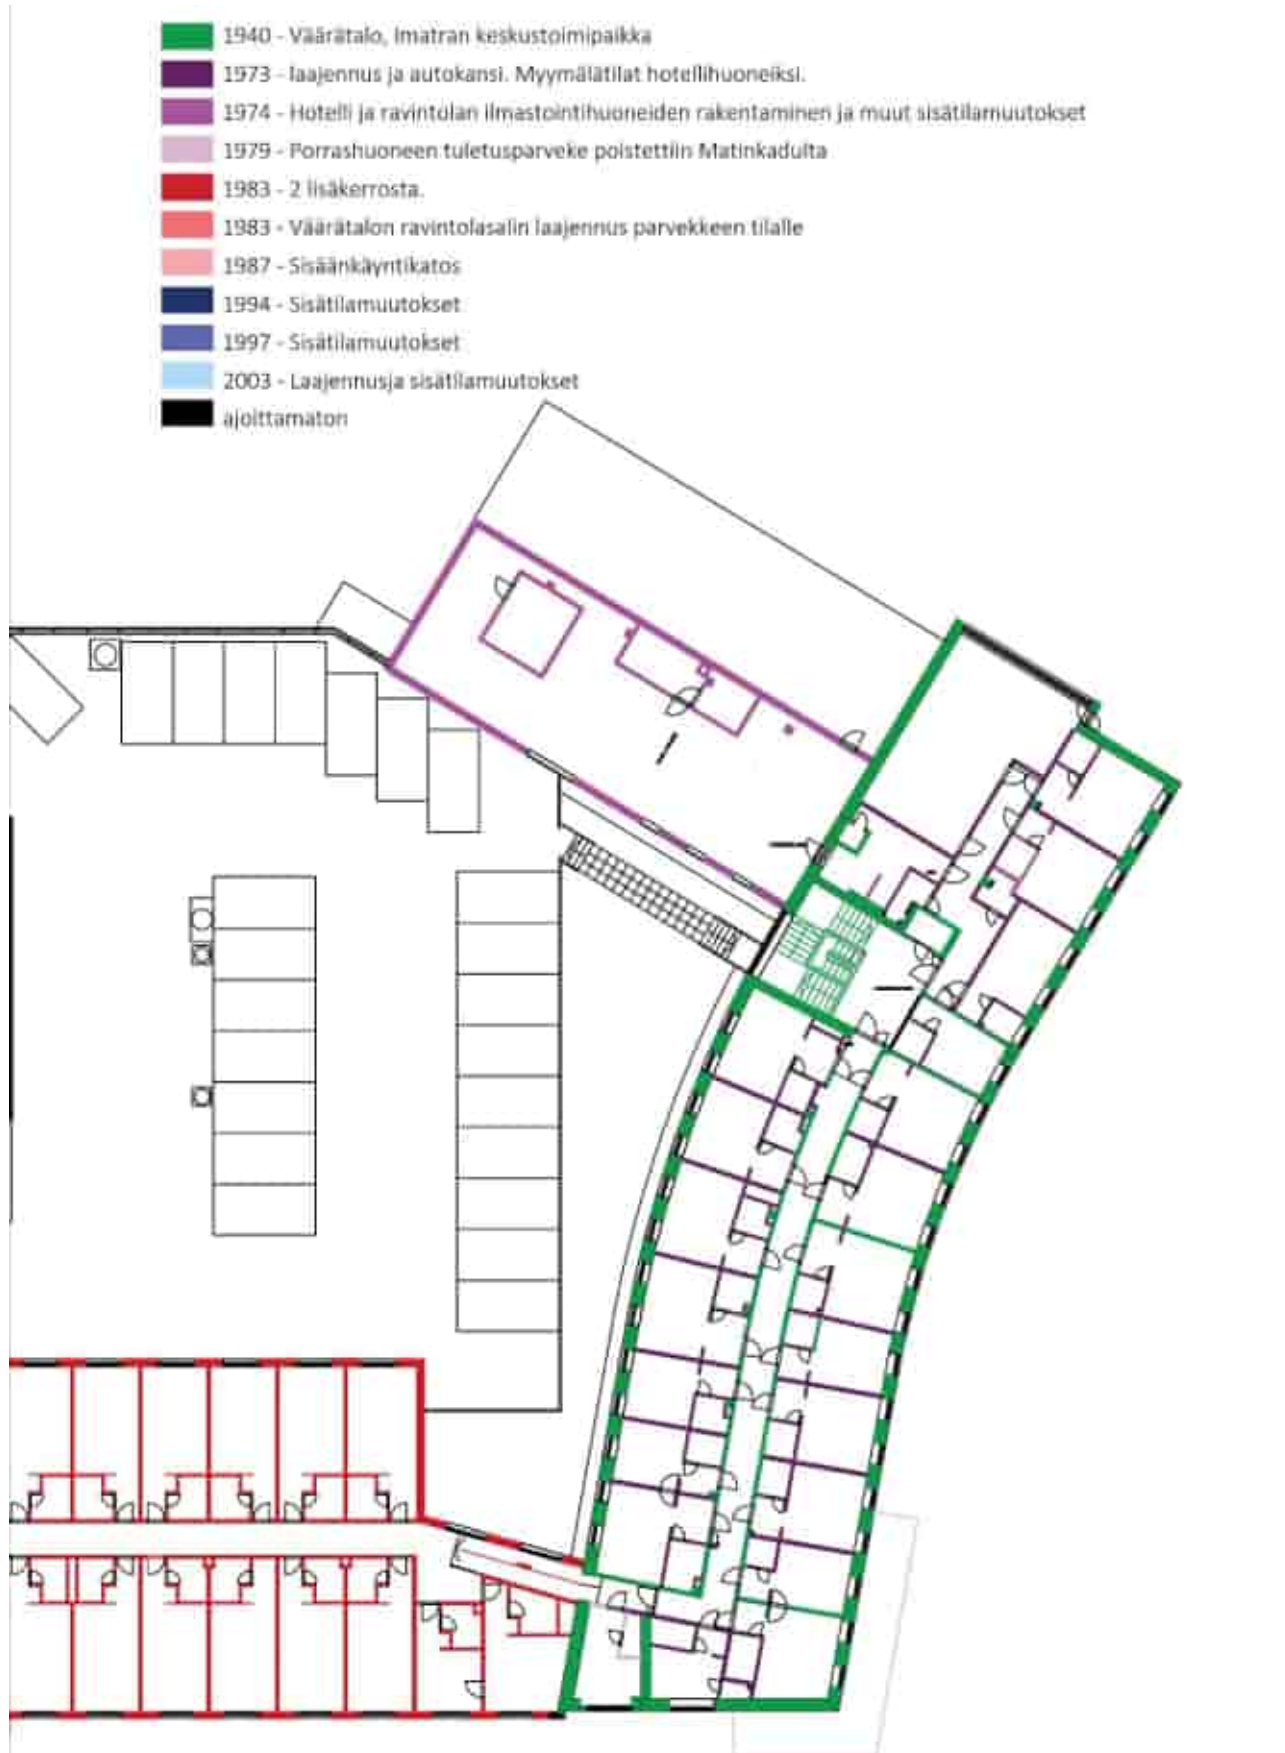 1940 - Väärätalo, Imatran keskustoimipaikka
1973 - laajennus ja autokansi. Myymälätilat hotellihuoneiksi.
1974 - Hotelli ja ravintolan ilmastointihuoneiden rakentaminen ja muut sisätilamuutokset
1979 - Porrashuoneen tuletusparveke poistettiin Matinkadulta
1983 - 2 lisäkerrosta.
1983 - Väärätalon ravintolasalin laajennus parvekkeen tilalle
1987 - Sisäänkäyntikatos
1994 - Sisätilamuutokset
1997 - Sisätilamuutokset
2003 - Laajennusja sisätilamuutokset
ajoittamaton